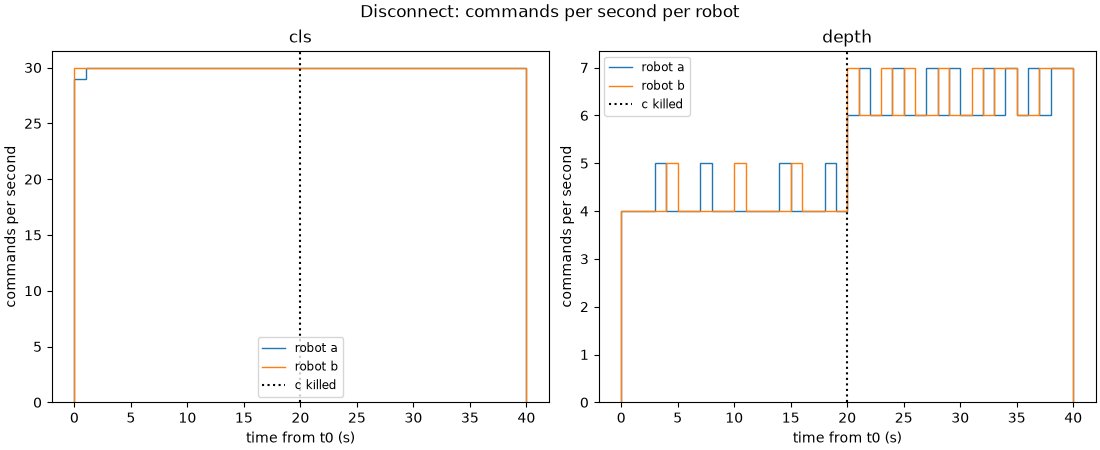 Disconnect: commands per second per robot
cls
commands per second
30
25
20
15
10
5
0
0 5 10 15 20 25 30 35 40
time from t0 (s)
robot a
robot b
c killed
depth
commands per second
7
6
5
4
3
2
1
0
0 5 10 15 20 25 30 35 40
time from t0 (s)
robot a
robot b
c killed